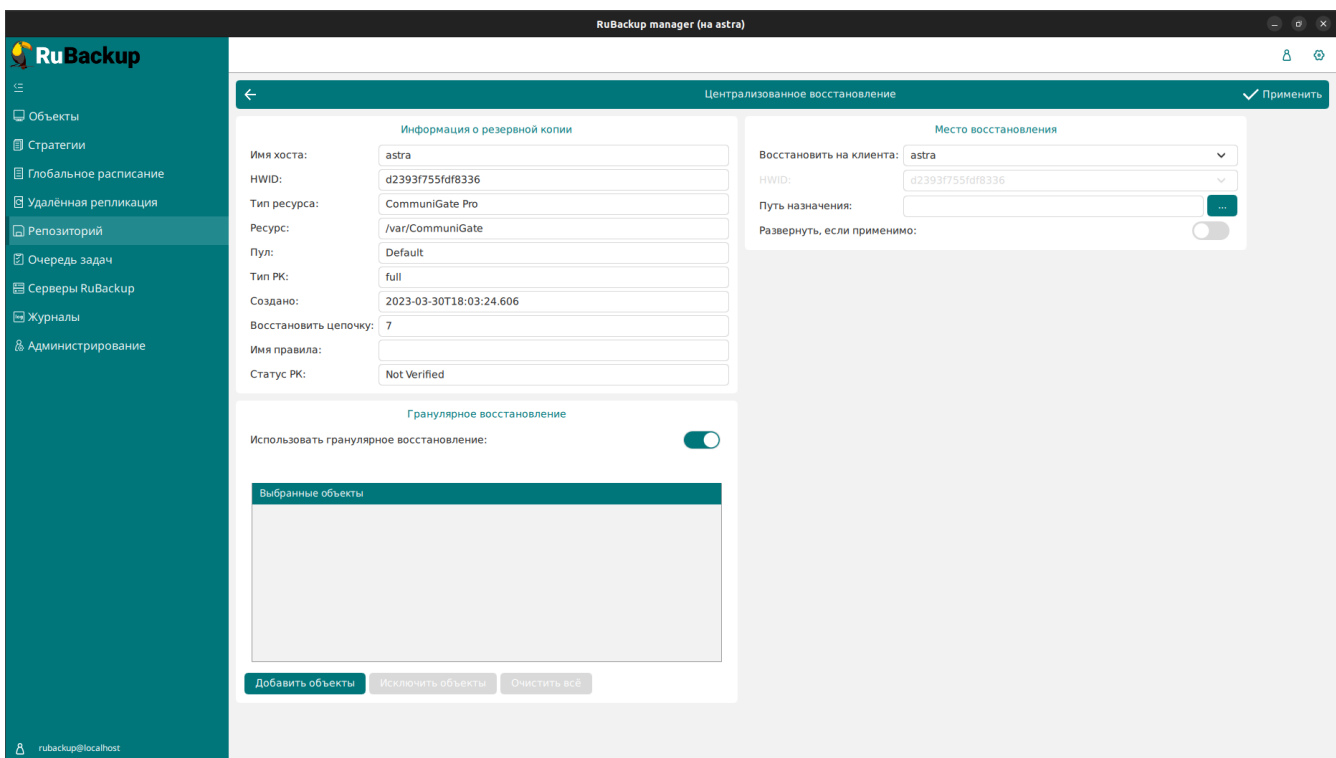 RuBackup manager (на astra)
RuBackup
Объекты
Стратегии
Глобальное расписание
Удалённая репликация
Репозиторий
Очередь задач
Серверы RuBackup
Журналы
Администрирование
rubackup@localhost
Централизованное восстановление
Применить
Информация о резервной копии
Имя хоста: astra
HWID: d2393f755fdf8336
Тип ресурса: CommuniGate Pro
Ресурс: /var/CommuniGate
Пул: Default
Тип РК: full
Создано: 2023-03-30T18:03:24.606
Восстановить цепочку: 7
Имя правила:
Статус РК: Not Verified
Гранулярное восстановление
Использовать гранулярное восстановление:
Выбранные объекты
Добавить объекты Исключить объекты Очистить всё
Место восстановления
Восстановить на клиента: astra
HWID: d2393f755fdf8336
Путь назначения: ...
Развернуть, если применимо: